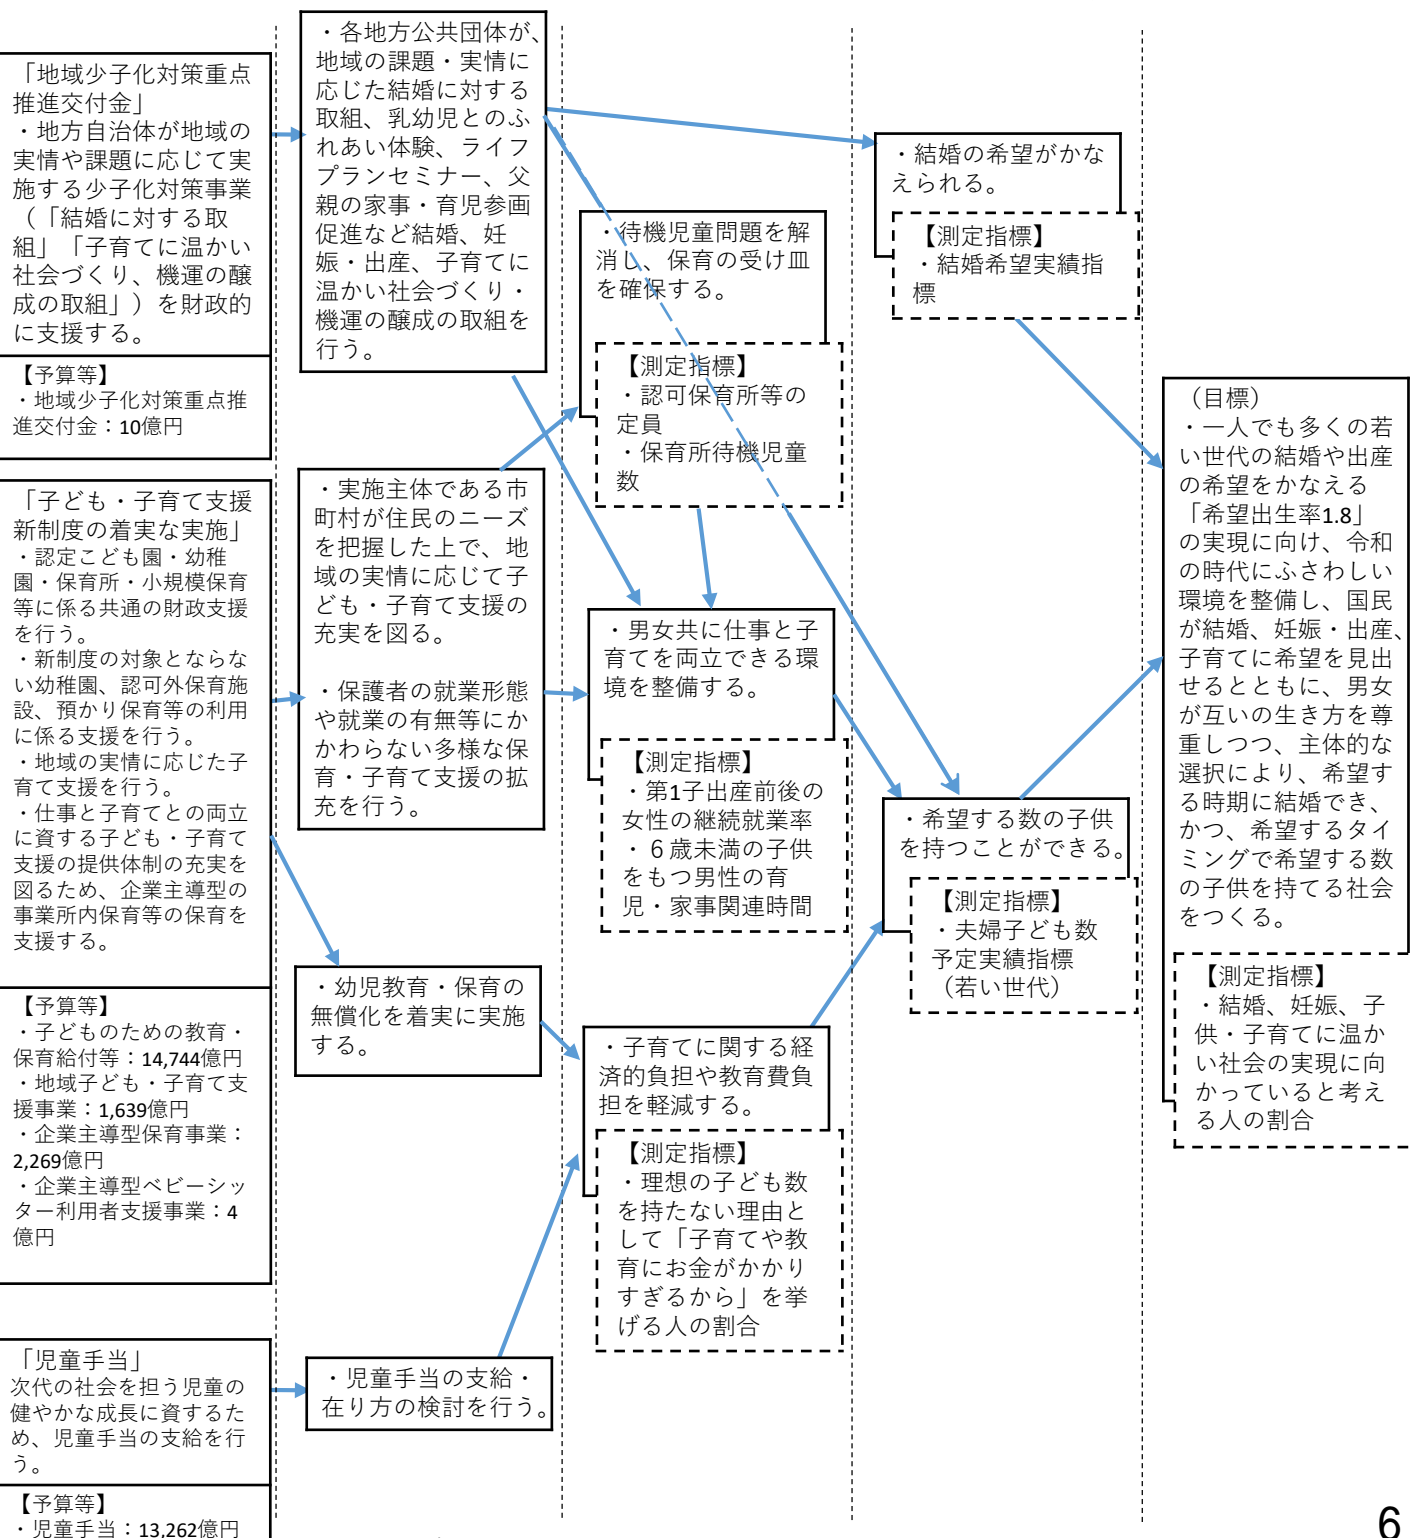 「地域少子化対策重点
推進交付金」
・地方自治体が地域の
実情や課題に応じて実
施する少子化対策事業
（「結婚に対する取
組」「子育てに温かい
社会づくり、機運の醸
成の取組」）を財政的
に支援する。
【予算等】
・地域少子化対策重点推
進交付金：10億円
「子ども・子育て支援
新制度の着実な実施」
・認定こども園・幼稚
園・保育所・小規模保育
等に係る共通の財政支援
を行う。
・新制度の対象とならな
い幼稚園、認可外保育施
設、預かり保育等の利用
に係る支援を行う。
・地域の実情に応じた子
育て支援を行う。
・仕事と子育てとの両立
に資する子ども・子育て
支援の提供体制の充実を
図るため、企業主導型の
事業所内保育等の保育を
支援する。
【予算等】
・子どものための教育・
保育給付等：14,744億円
・地域子ども・子育て支
援事業：1,639億円
・企業主導型保育事業：
2,269億円
・企業主導型ベビーシッ
ター利用者支援事業：4
億円
「児童手当」
次代の社会を担う児童の
健やかな成長に資するた
め、児童手当の支給を行
う。
【予算等】
・児童手当：13,262億円
・各地方公共団体が、
地域の課題・実情に
応じた結婚に対する
取組、乳幼児とのふ
れあい体験、ライフ
プランセミナー、父
親の家事・育児参画
促進など結婚、妊
娠・出産、子育てに
温かい社会づくり・
機運の醸成の取組を
行う。
・実施主体である市
町村が住民のニーズ
を把握した上で、地
域の実情に応じて子
ども・子育て支援の
充実を図る。
・保護者の就業形態
や就業の有無等にか
かわらない多様な保
育・子育て支援の拡
充を行う。
・幼児教育・保育の
無償化を着実に実施
する。
・児童手当の支給・
在り方の検討を行う。
・待機児童問題を解
消し、保育の受け皿
を確保する。
【測定指標】
・認可保育所等の
定員
・保育所待機児童
数
・男女共に仕事と子
育てを両立できる環
境を整備する。
【測定指標】
・第1子出産前後の
女性の継続就業率
・６歳未満の子供
をもつ男性の育
児・家事関連時間
・子育てに関する経
済的負担や教育費負
担を軽減する。
【測定指標】
・理想の子ども数
を持たない理由と
して「子育てや教
育にお金がかかり
すぎるから」を挙
げる人の割合
・結婚の希望がかな
えられる。
【測定指標】
・結婚希望実績指
標
・希望する数の子供
を持つことができる。
【測定指標】
・夫婦子ども数
予定実績指標
（若い世代）
（目標）
・一人でも多くの若
い世代の結婚や出産
の希望をかなえる
「希望出生率1.8」
の実現に向け、令和
の時代にふさわしい
環境を整備し、国民
が結婚、妊娠・出産、
子育てに希望を見出
せるとともに、男女
が互いの生き方を尊
重しつつ、主体的な
選択により、希望す
る時期に結婚でき、
かつ、希望するタイ
ミングで希望する数
の子供を持てる社会
をつくる。
【測定指標】
・結婚、妊娠、子
供・子育てに温か
い社会の実現に向
かっていると考え
る人の割合
6